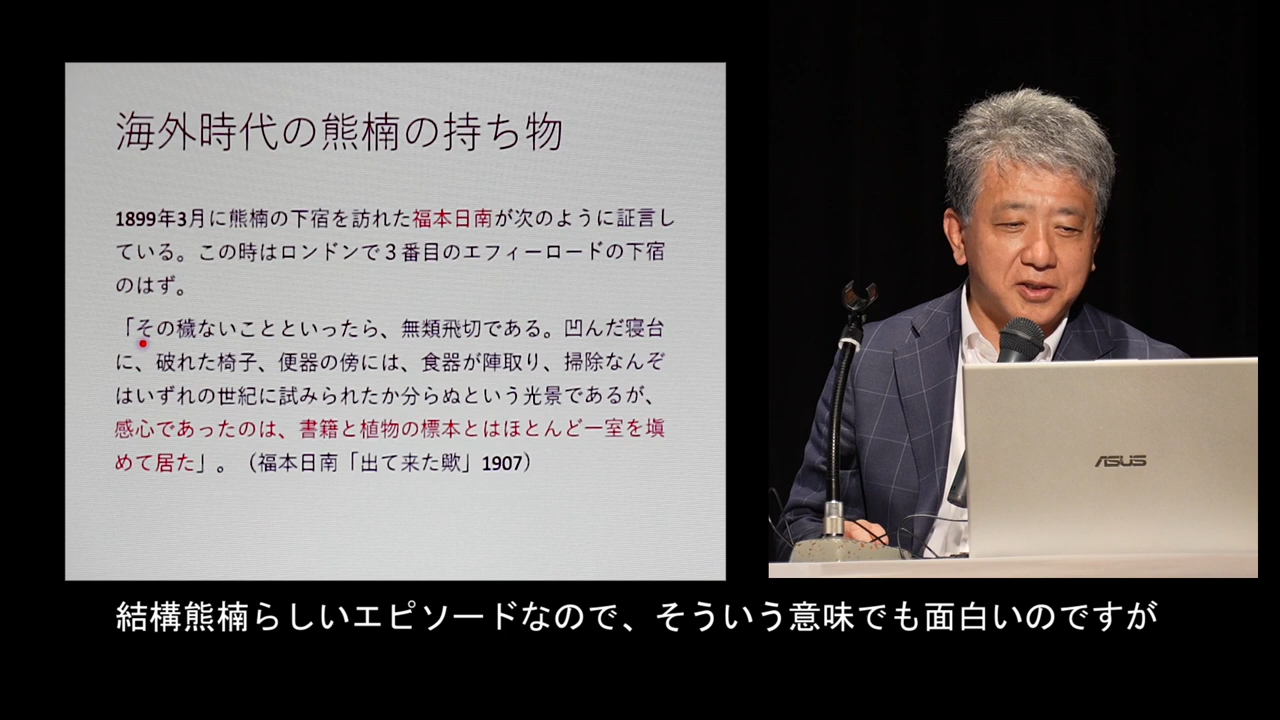 海外時代の熊楠の持ち物
1899年3月に熊楠の下宿を訪れた福本日南が次のように証言し
ている。この時はロンドンで３番目のエフィーロードの下宿
のはず。
「その穢ないことといったら、無類飛切である。凹んだ寝台
に、破れた椅子、便器の傍には、食器が陣取り、掃除なんぞ
はいずれの世紀に試みられたか分らぬという光景であるが、
感心であったのは、書籍と植物の標本とはほとんど一室を塡
めて居た」。（福本日南「出て来た歟」1907）
ASUS
結構熊楠らしいエピソードなので、そういう意味でも面白いのですが